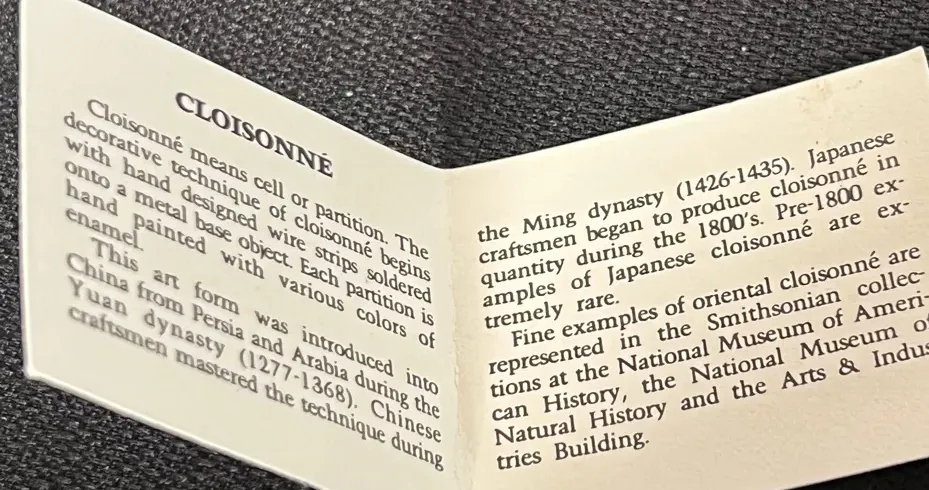 CLOISONNÉ
Cloisonné means cell or partition. The
decorative technique of cloisonné begins
with hand designed wire strips soldered
onto a metal base object. Each partition is
hand painted with various colors of
enamel.
This art form was introduced into
China from Persia and Arabia during the
Yuan dynasty (1277-1368). Chinese
craftsmen mastered the technique during
the Ming dynasty (1426-1435). Japanese
craftsmen began to produce cloisonné in
quantity during the 1800's. Pre-1800 ex-
amples of Japanese cloisonné are ex-
tremely rare.
Fine examples of oriental cloisonné are
represented in the Smithsonian collec-
tions at the National Museum of Ameri-
can History, the National Museum of
Natural History and the Arts & Indus
tries Building.